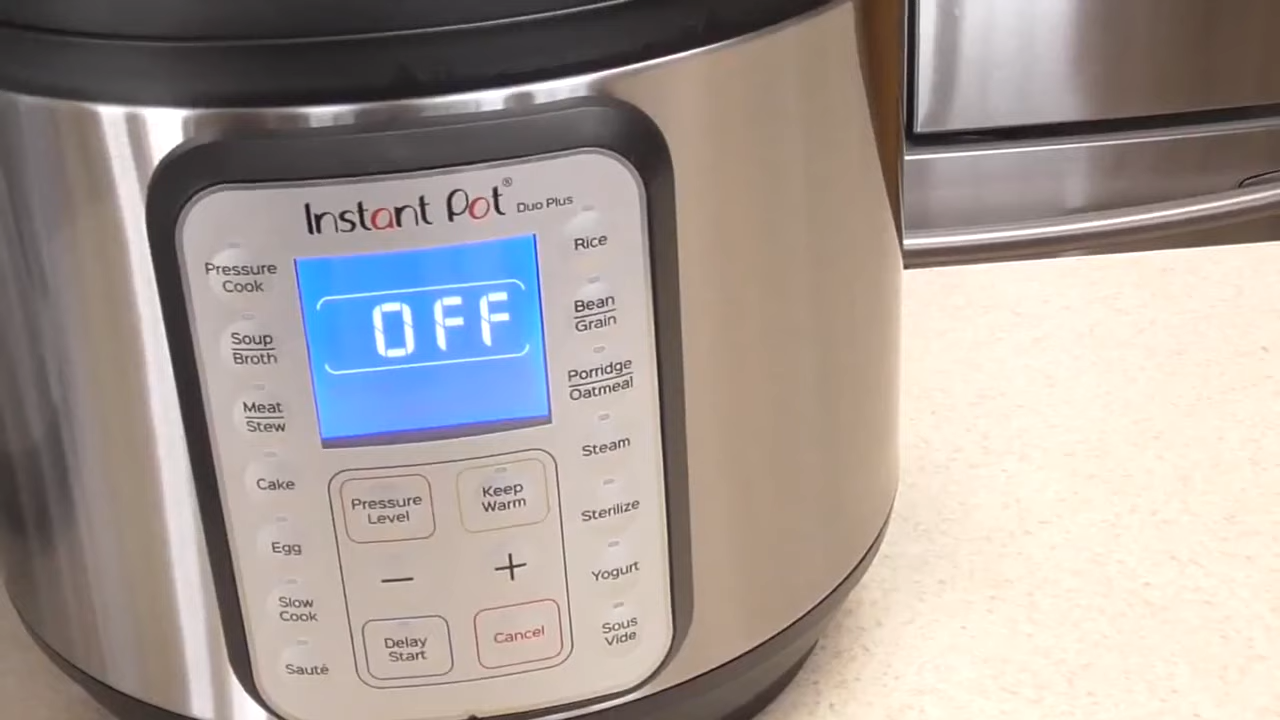 Instant Pot® Duo Plus
OFF
Pressure
Cook
Soup
Broth
Meat
Stew
Cake
Egg
Slow
Cook
Sauté
Pressure
Level
Keep
Warm
− +
Delay
Start
Cancel
Rice
Bean
Grain
Porridge
Oatmeal
Steam
Sterilize
Yogurt
Sous
Vide